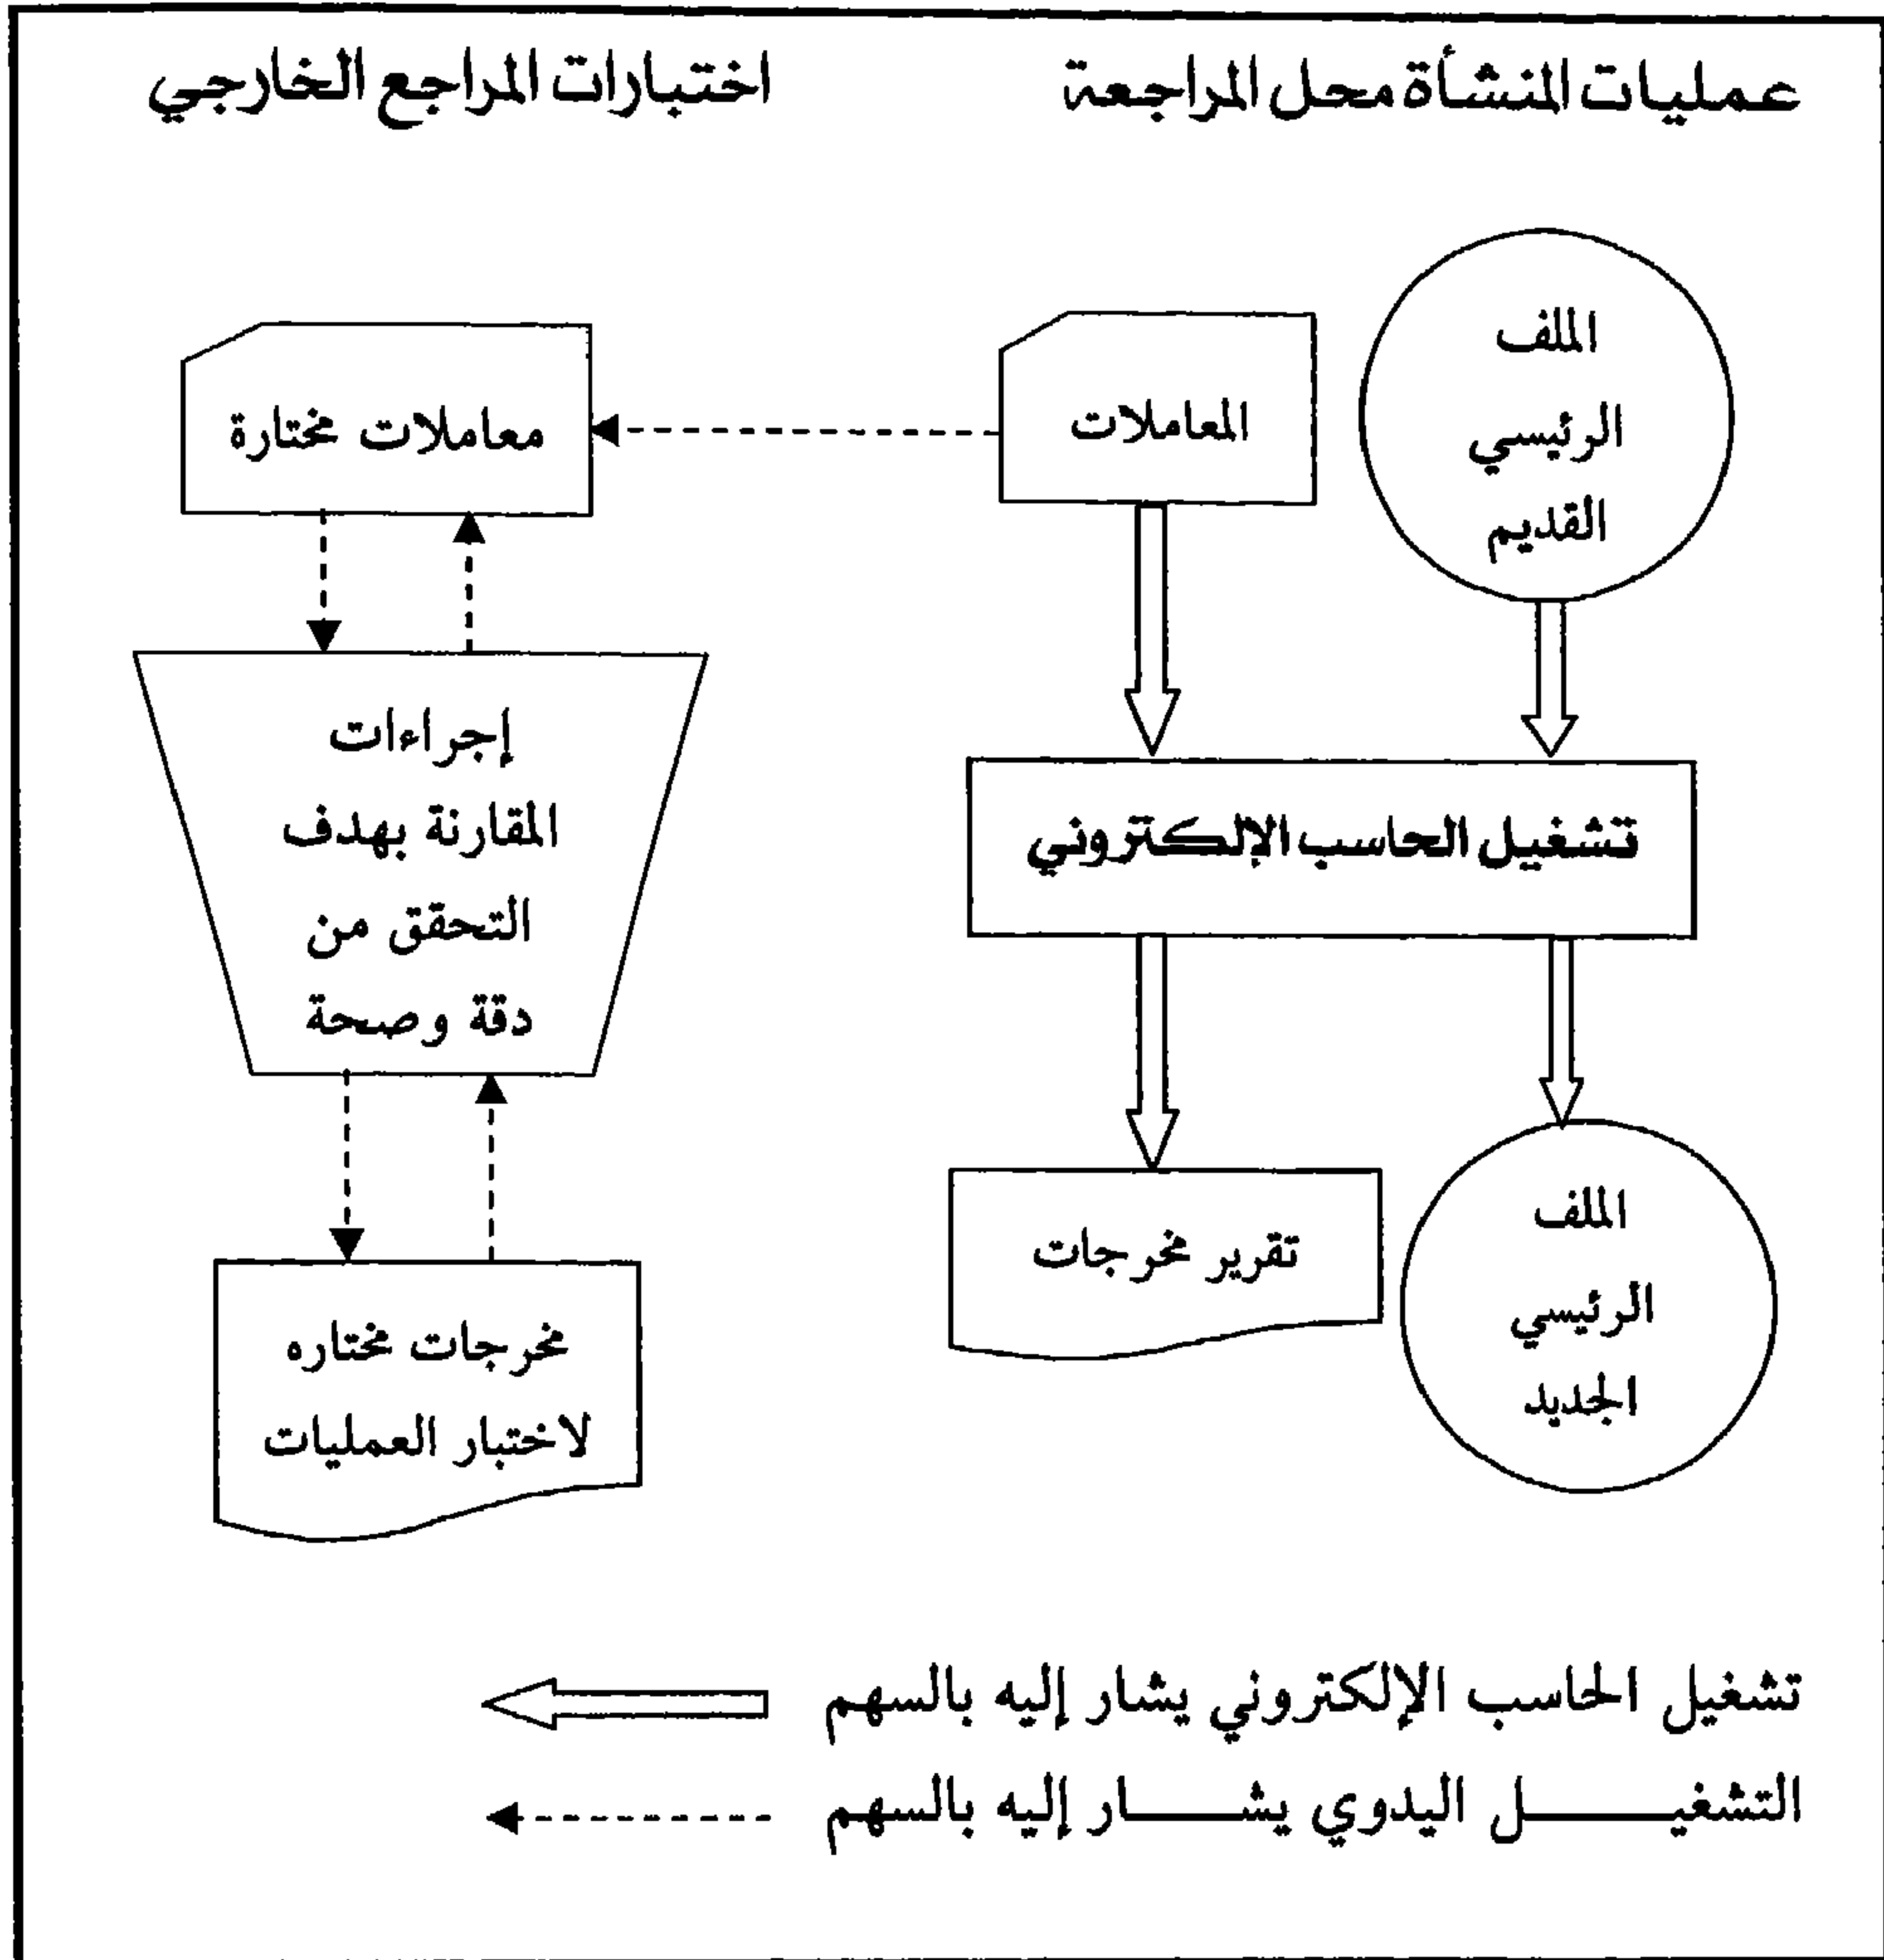 عمليات المنشأة محل المراجعة
اختبارات المراجع الخارجي
الملف
الرئيسي
القديم
المعاملات
معاملات مختارة
تشغيل الحاسب الإلكتروني
إجراءات
المقارنة بهدف
التحقق من
دقة وصحة
الملف
الرئيسي
الجديد
تقرير مخرجات
مخرجات مختاره
لاختبار العمليات
تشغيل الحاسب الإلكتروني يشار إليه بالسهم
التشغيـــــل اليدوي يشـــــار إليه بالسهم